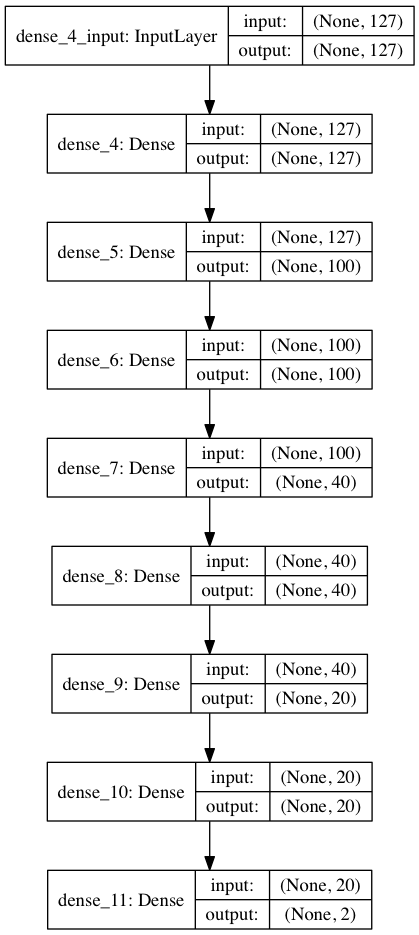 dense_4_input: InputLayer
input: (None, 127)
output: (None, 127)
dense_4: Dense
input: (None, 127)
output: (None, 127)
dense_5: Dense
input: (None, 127)
output: (None, 100)
dense_6: Dense
input: (None, 100)
output: (None, 100)
dense_7: Dense
input: (None, 100)
output: (None, 40)
dense_8: Dense
input: (None, 40)
output: (None, 40)
dense_9: Dense
input: (None, 40)
output: (None, 20)
dense_10: Dense
input: (None, 20)
output: (None, 20)
dense_11: Dense
input: (None, 20)
output: (None, 2)